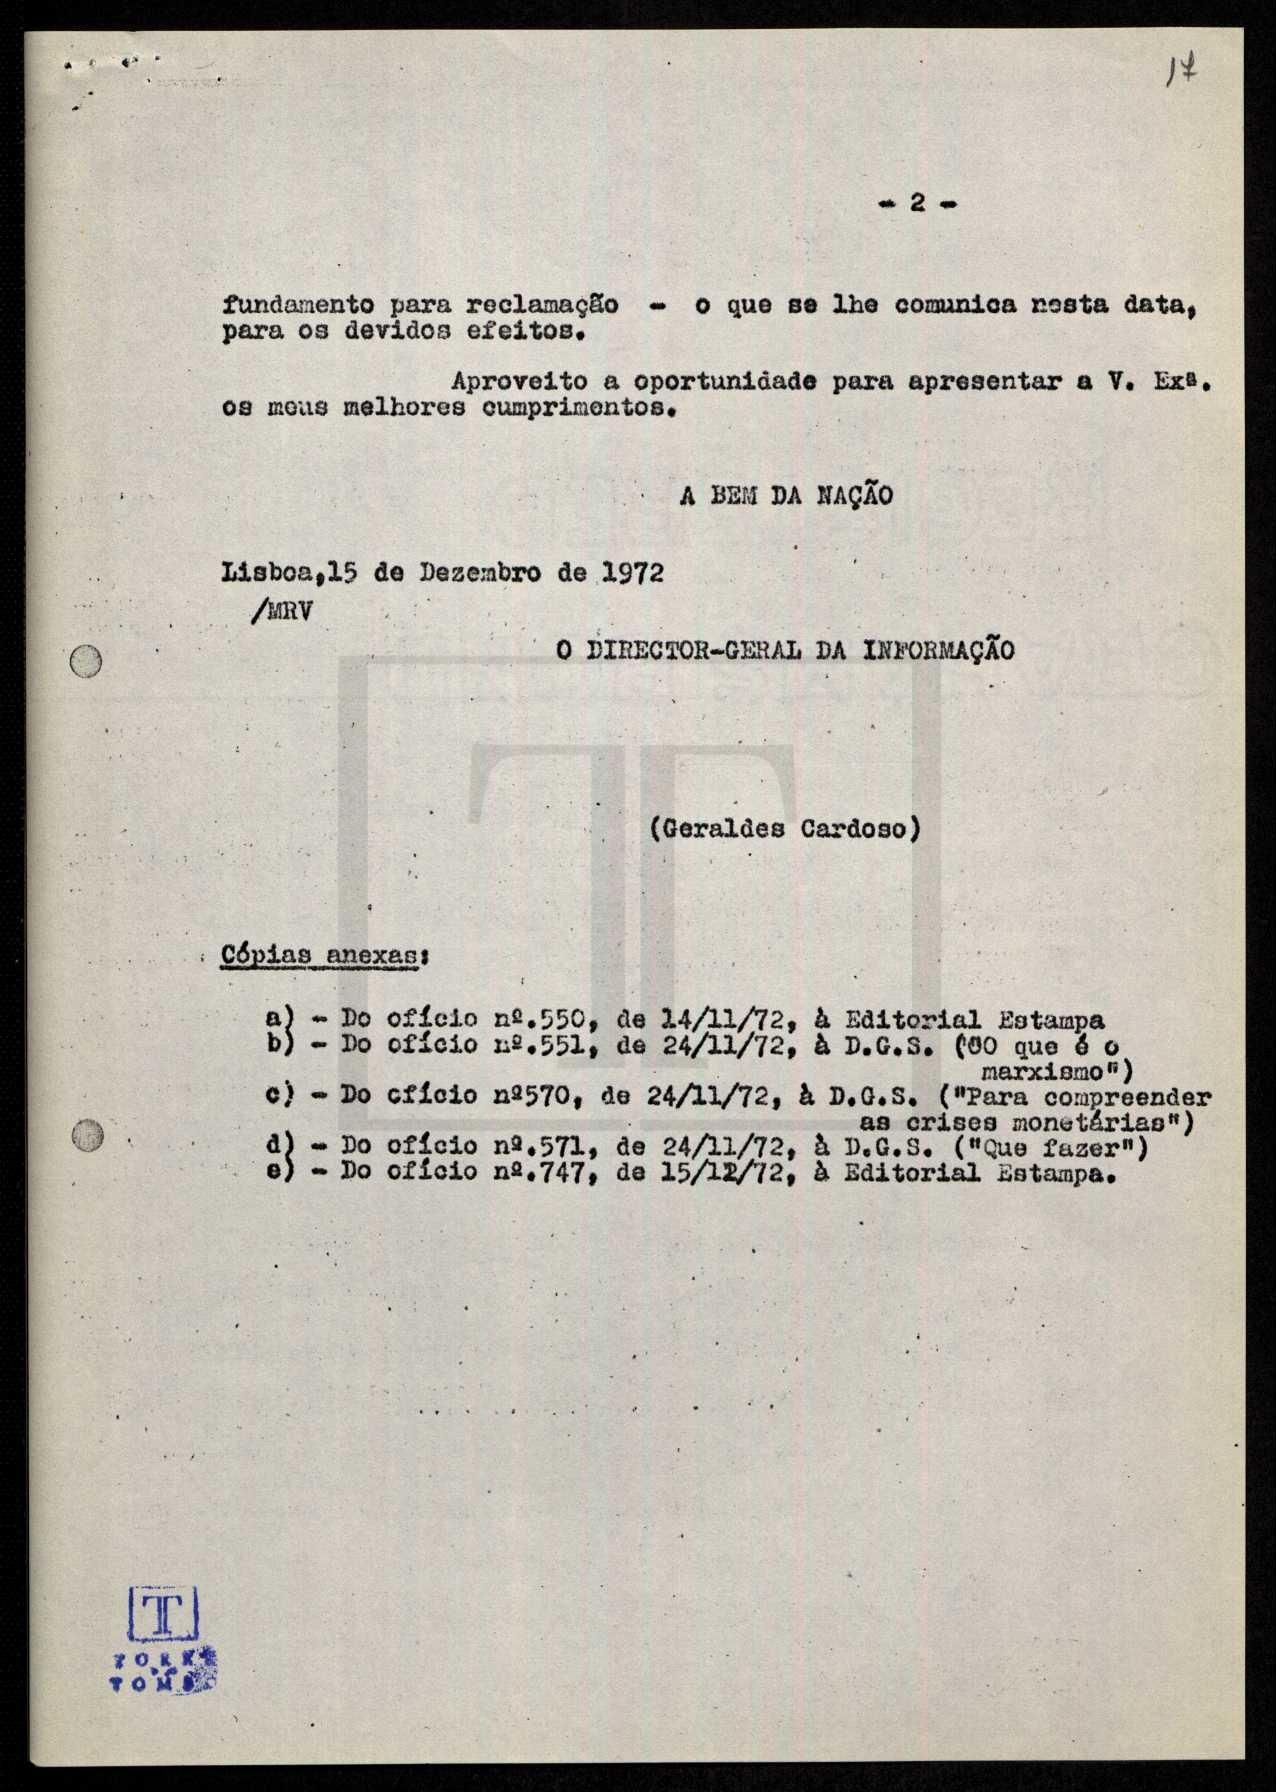 17
- 2 -
fundamento para reclamação - o que se lhe comunica nesta data,
para os devidos efeitos.
Aproveito a oportunidade para apresentar a V. Exª.
os meus melhores cumprimentos.
A BEM DA NAÇÃO
Lisboa,15 de Dezembro de 1972
/MRV
O DIRECTOR-GERAL DA INFORMAÇÃO
(Geraldes Cardoso)
Cópias anexas:
a) - Do ofício nº.550, de 14/11/72, à Editorial Estampa
b) - Do ofício nº.551, de 24/11/72, à D.G.S. ("O que é o
marxismo")
c) - Do ofício nº570, de 24/11/72, à D.G.S. ("Para compreender
as crises monetárias")
d) - Do ofício nº.571, de 24/11/72, à D.G.S. ("Que fazer")
e) - Do ofício nº.747, de 15/12/72, à Editorial Estampa.
T
TORRE
DO
TOMBO